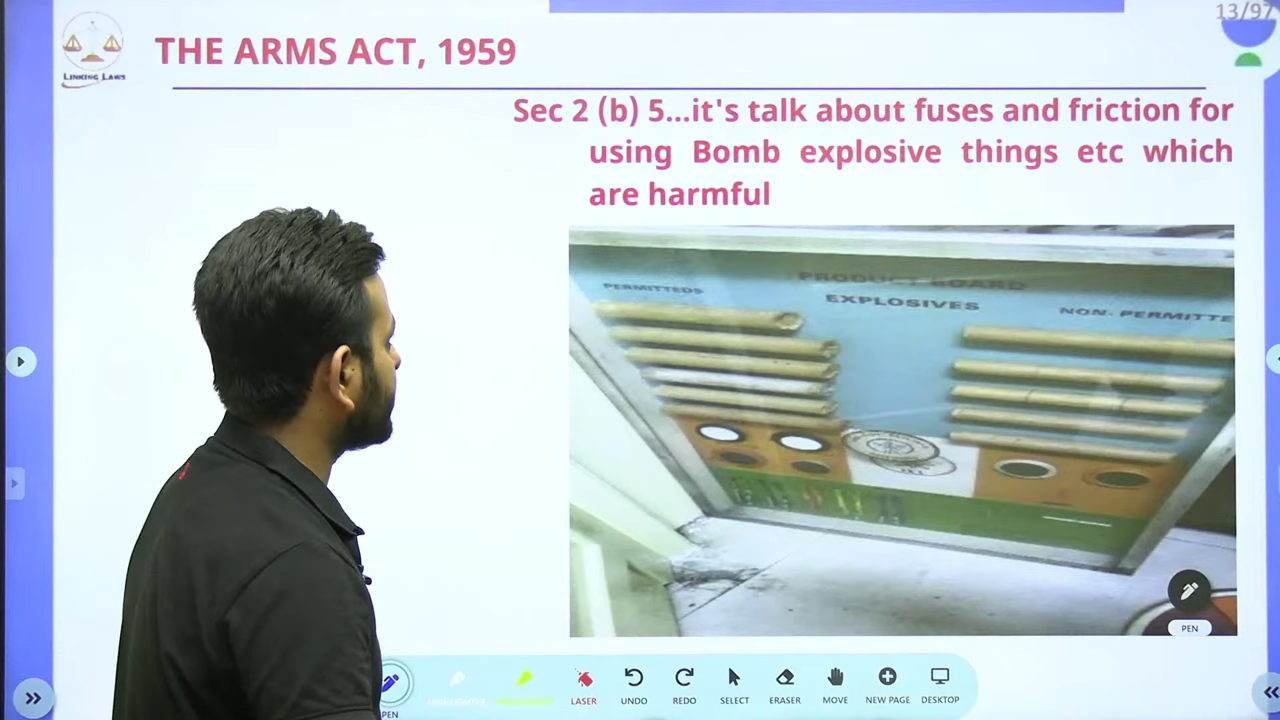 13/97
LINKING LAWS
THE ARMS ACT, 1959
Sec 2 (b) 5...it's talk about fuses and friction for
using Bomb explosive things etc which
are harmful
PRODUCT BOARD
PERMITTEDS
EXPLOSIVES
NON- PERMITTE
PEN
PEN
HIGHLIGHTER
LASER
UNDO
REDO
SELECT
ERASER
MOVE
NEW PAGE
DESKTOP